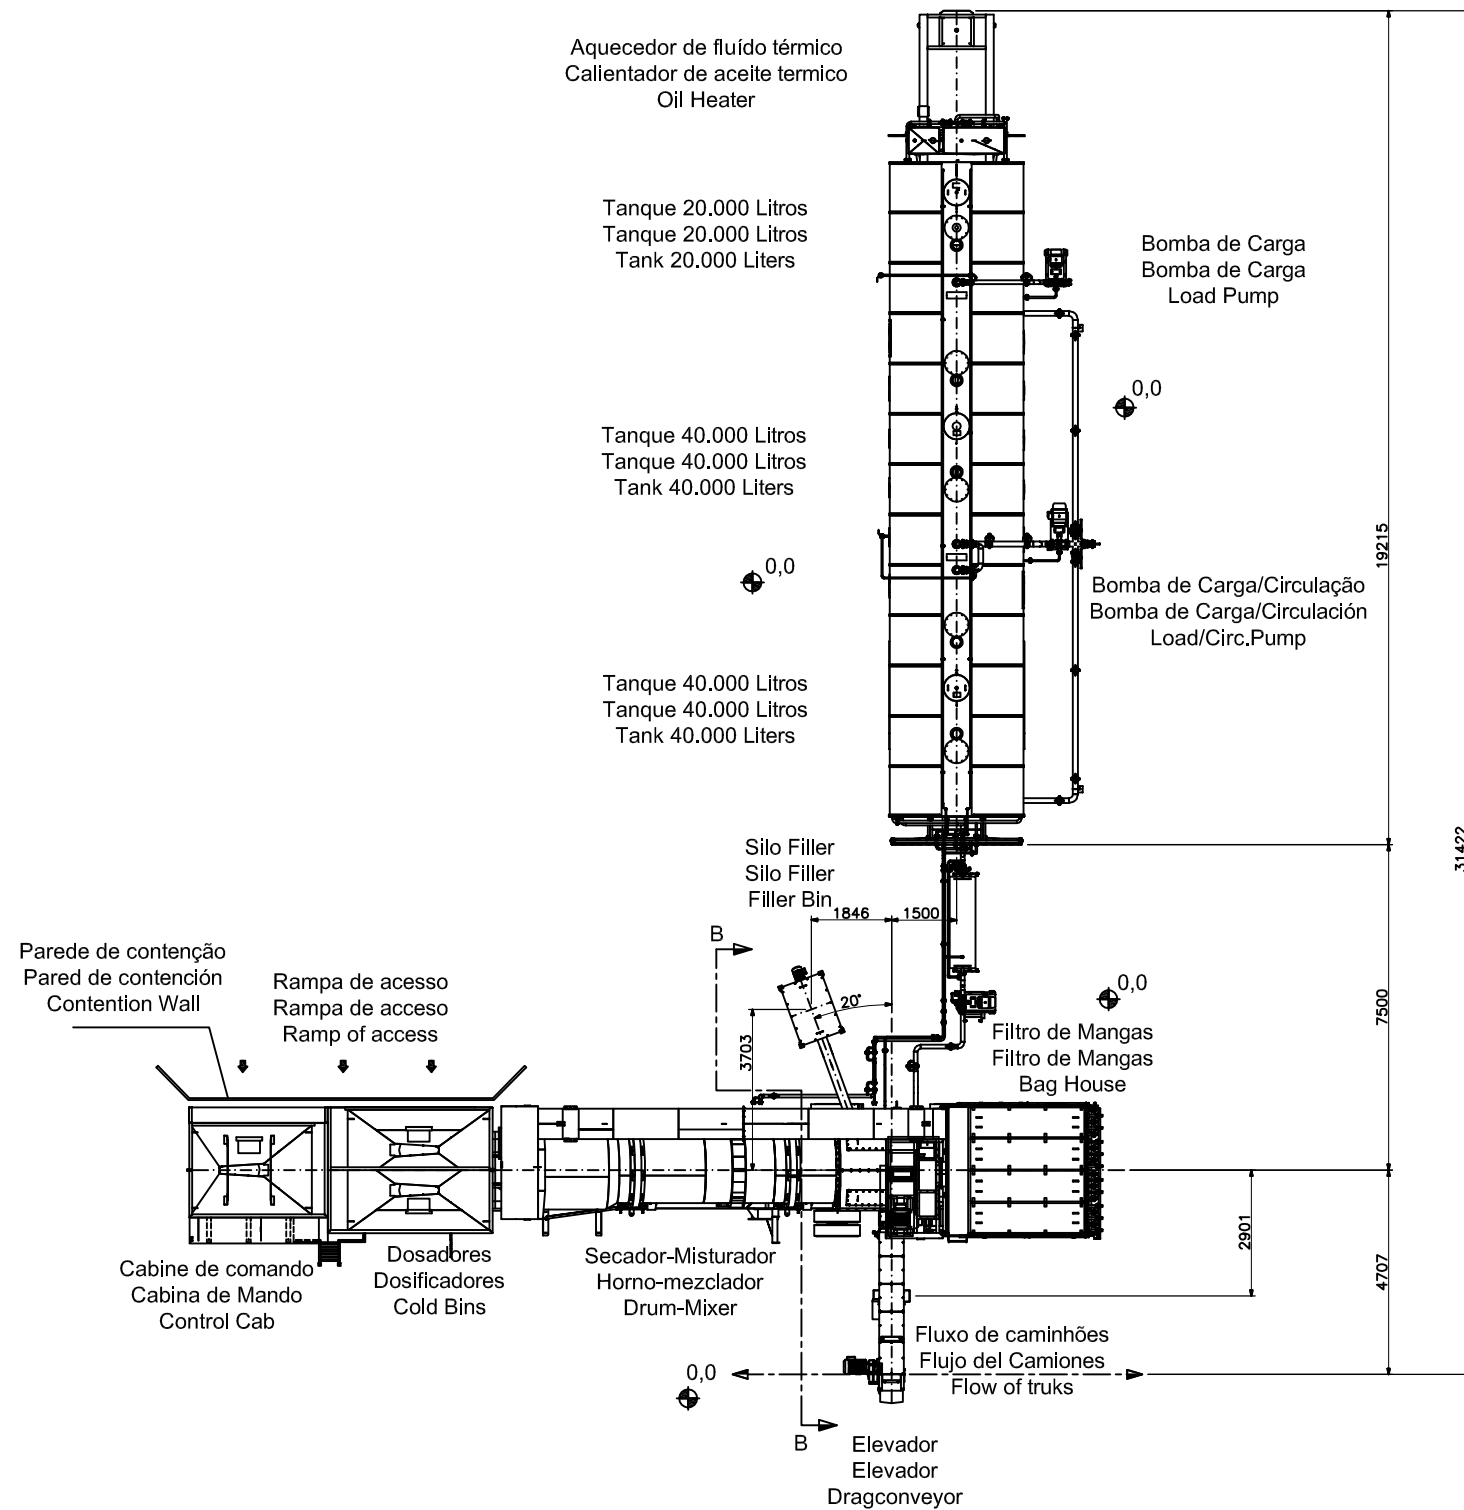 Aquecedor de fluído térmico
Calientador de aceite termico
Oil Heater
Tanque 20.000 Litros
Tanque 20.000 Litros
Tank 20.000 Liters
Bomba de Carga
Bomba de Carga
Load Pump
0,0
Tanque 40.000 Litros
Tanque 40.000 Litros
Tank 40.000 Liters
19215
0,0
Bomba de Carga/Circulação
Bomba de Carga/Circulación
Load/Circ.Pump
Tanque 40.000 Litros
Tanque 40.000 Litros
Tank 40.000 Liters
31422
Silo Filler
Silo Filler
Filler Bin
1846
1500
B
Parede de contenção
Pared de contención
Contention Wall
Rampa de acesso
Rampa de acceso
Ramp of access
20°
0,0
7500
3703
Filtro de Mangas
Filtro de Mangas
Bag House
2901
4707
Cabine de comando
Cabina de Mando
Control Cab
Dosadores
Dosificadores
Cold Bins
Secador-Misturador
Horno-mezclador
Drum-Mixer
Fluxo de caminhões
Flujo del Camiones
Flow of truks
0,0
B
Elevador
Elevador
Dragconveyor